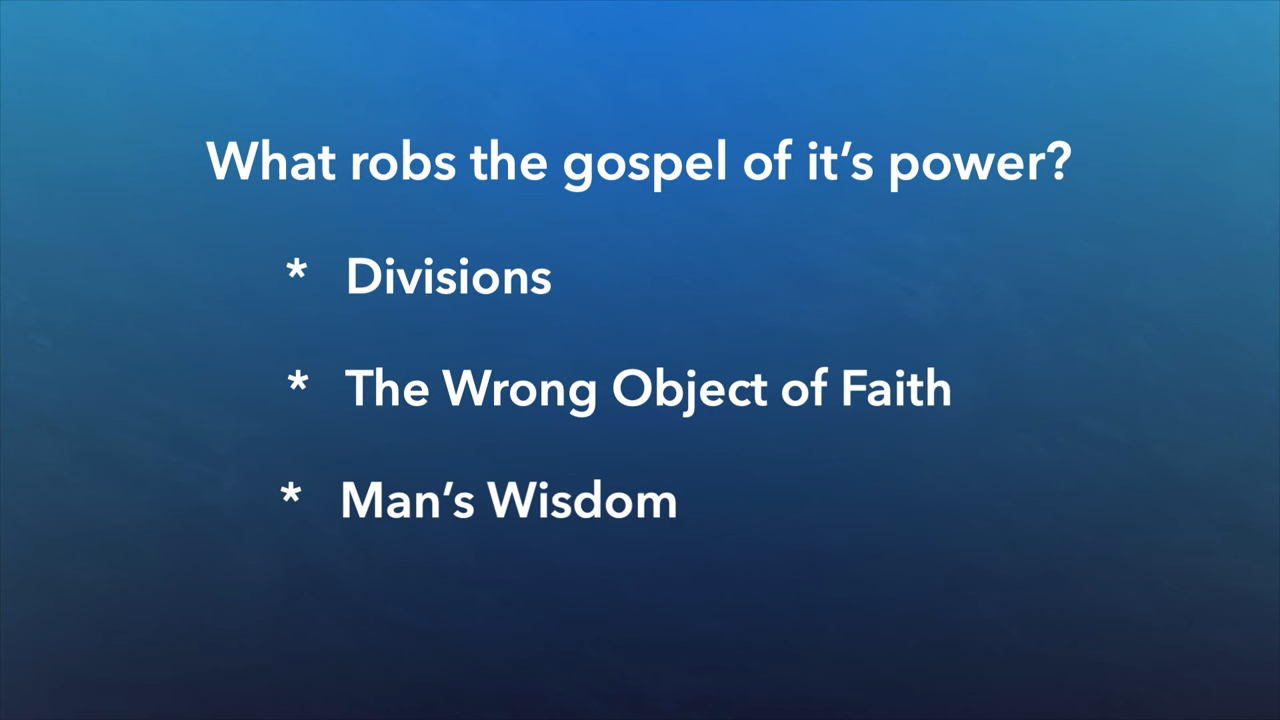 What robs the gospel of it’s power?
* Divisions
* The Wrong Object of Faith
* Man’s Wisdom